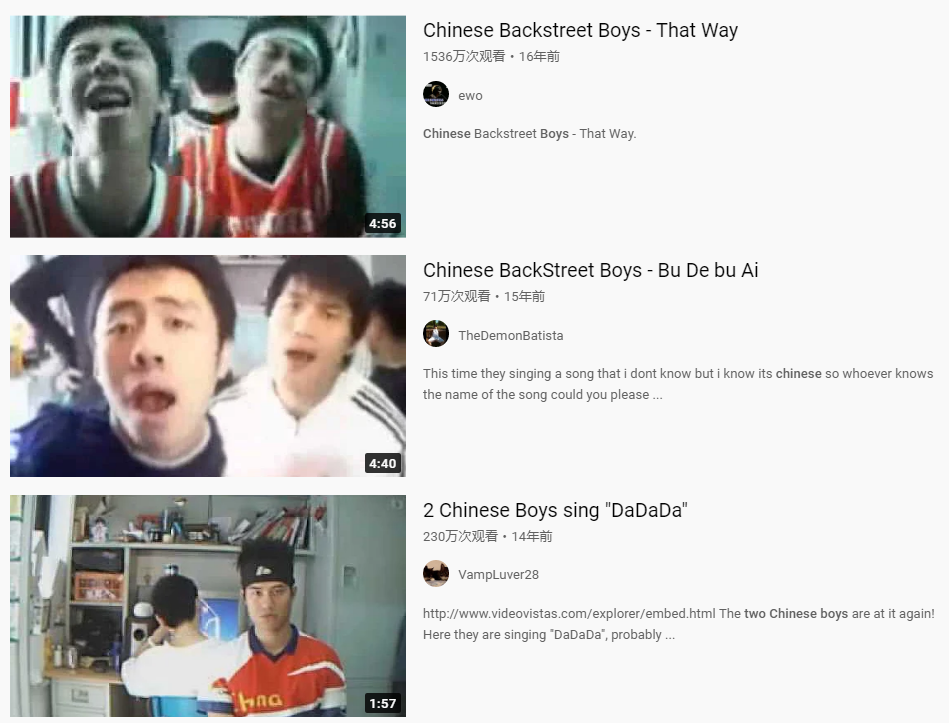 Chinese Backstreet Boys - That Way
1536万次观看 • 16年前
ewo
Chinese Backstreet Boys - That Way.
4:56
Chinese BackStreet Boys - Bu De bu Ai
71万次观看 • 15年前
TheDemonBatista
This time they singing a song that i dont know but i know its chinese so whoever knows
the name of the song could you please ...
4:40
2 Chinese Boys sing "DaDaDa"
230万次观看 • 14年前
VampLuver28
http://www.videovistas.com/explorer/embed.html The two Chinese boys are at it again!
Here they are singing "DaDaDa", probably ...
China
1:57